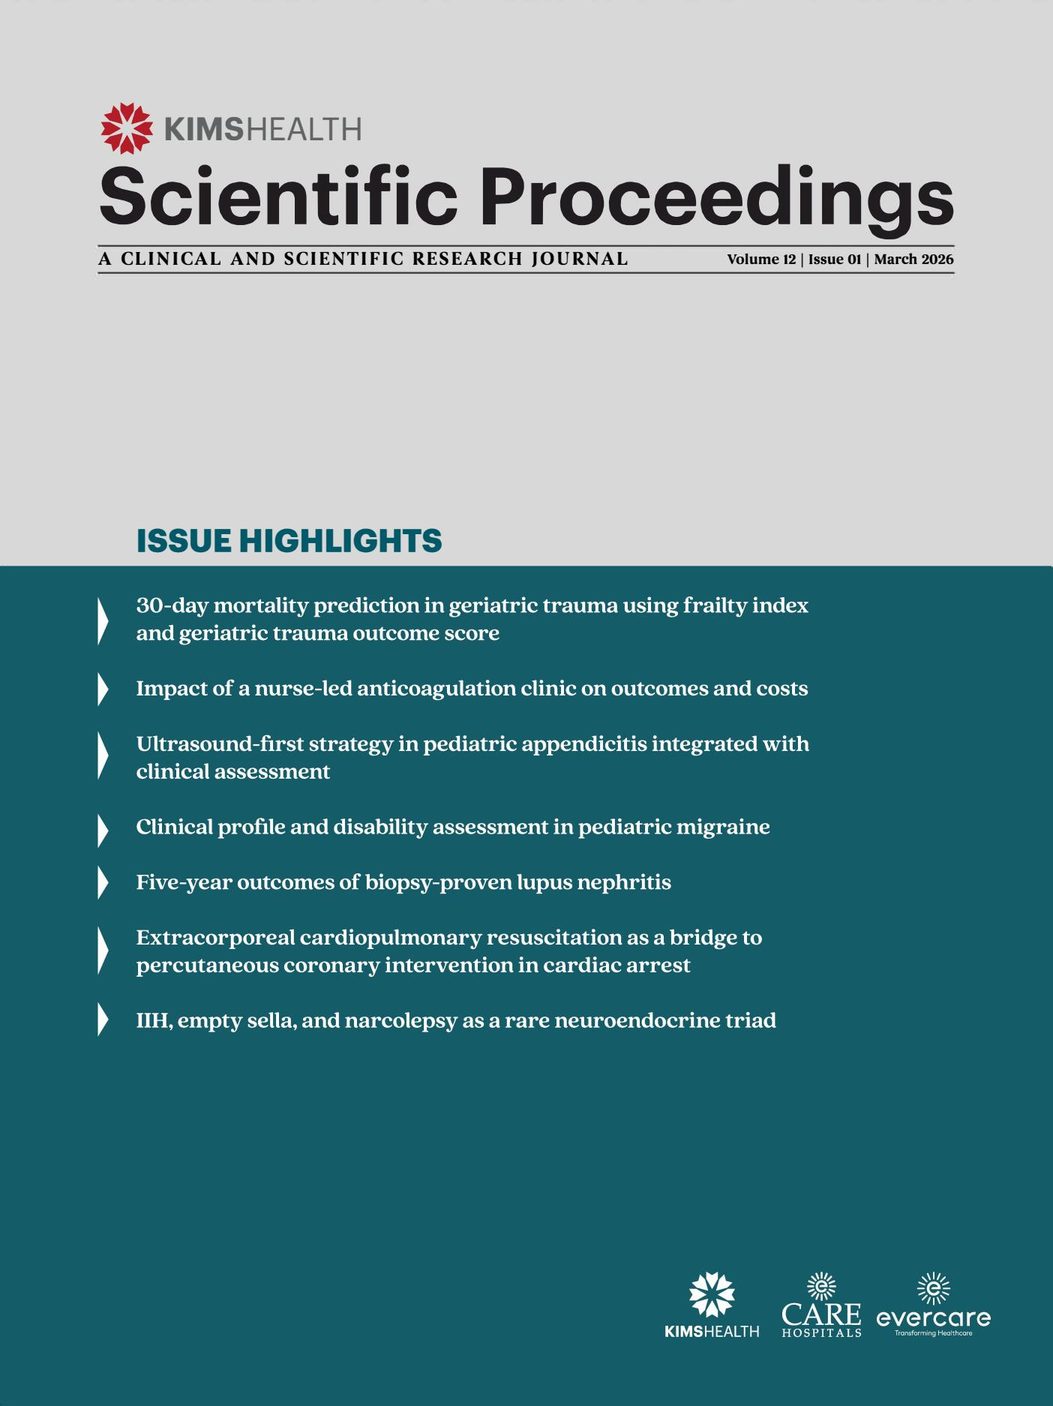 KIMSHEALTH
Scientific Proceedings
A CLINICAL AND SCIENTIFIC RESEARCH JOURNAL
Volume 12 | Issue 01 | March 2026
ISSUE HIGHLIGHTS
30-day mortality prediction in geriatric trauma using frailty index
and geriatric trauma outcome score
Impact of a nurse-led anticoagulation clinic on outcomes and costs
Ultrasound-first strategy in pediatric appendicitis integrated with
clinical assessment
Clinical profile and disability assessment in pediatric migraine
Five-year outcomes of biopsy-proven lupus nephritis
Extracorporeal cardiopulmonary resuscitation as a bridge to
percutaneous coronary intervention in cardiac arrest
IIH, empty sella, and narcolepsy as a rare neuroendocrine triad
KIMSHEALTH
CARE
HOSPITALS
evercare
Transforming Healthcare